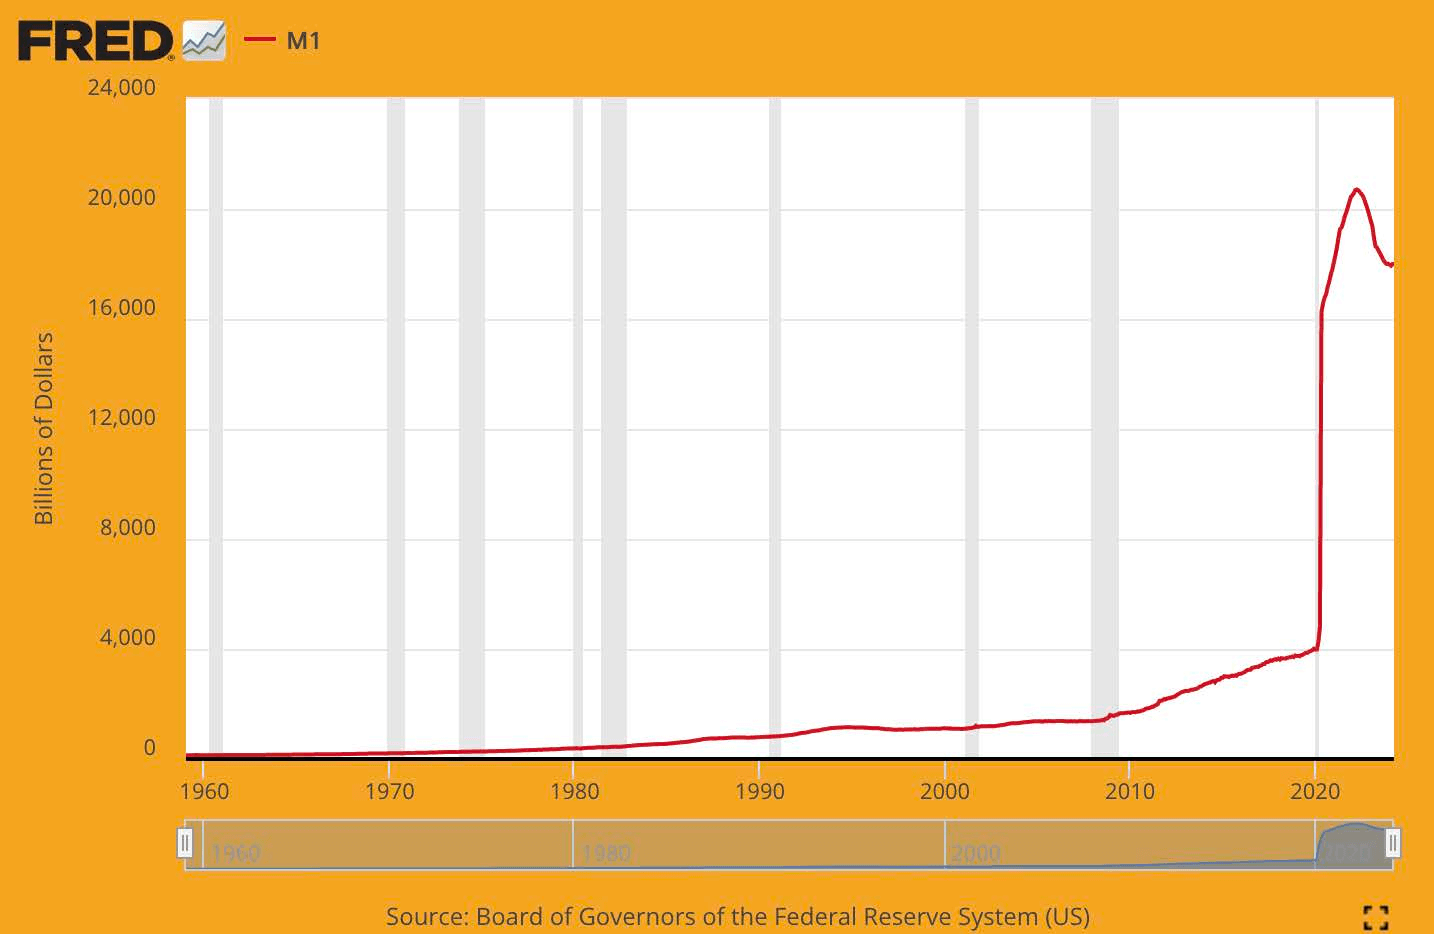 FRED® M1
24,000
20,000
16,000
12,000
8,000
4,000
0
Billions of Dollars
1960 1970 1980 1990 2000 2010 2020
1960 1980 2000 2020
Source: Board of Governors of the Federal Reserve System (US)